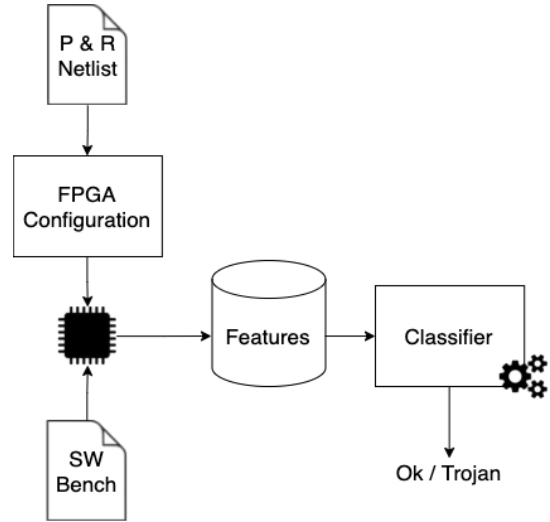 P & R
Netlist
FPGA
Configuration
Features
Classifier
SW
Bench
Ok / Trojan